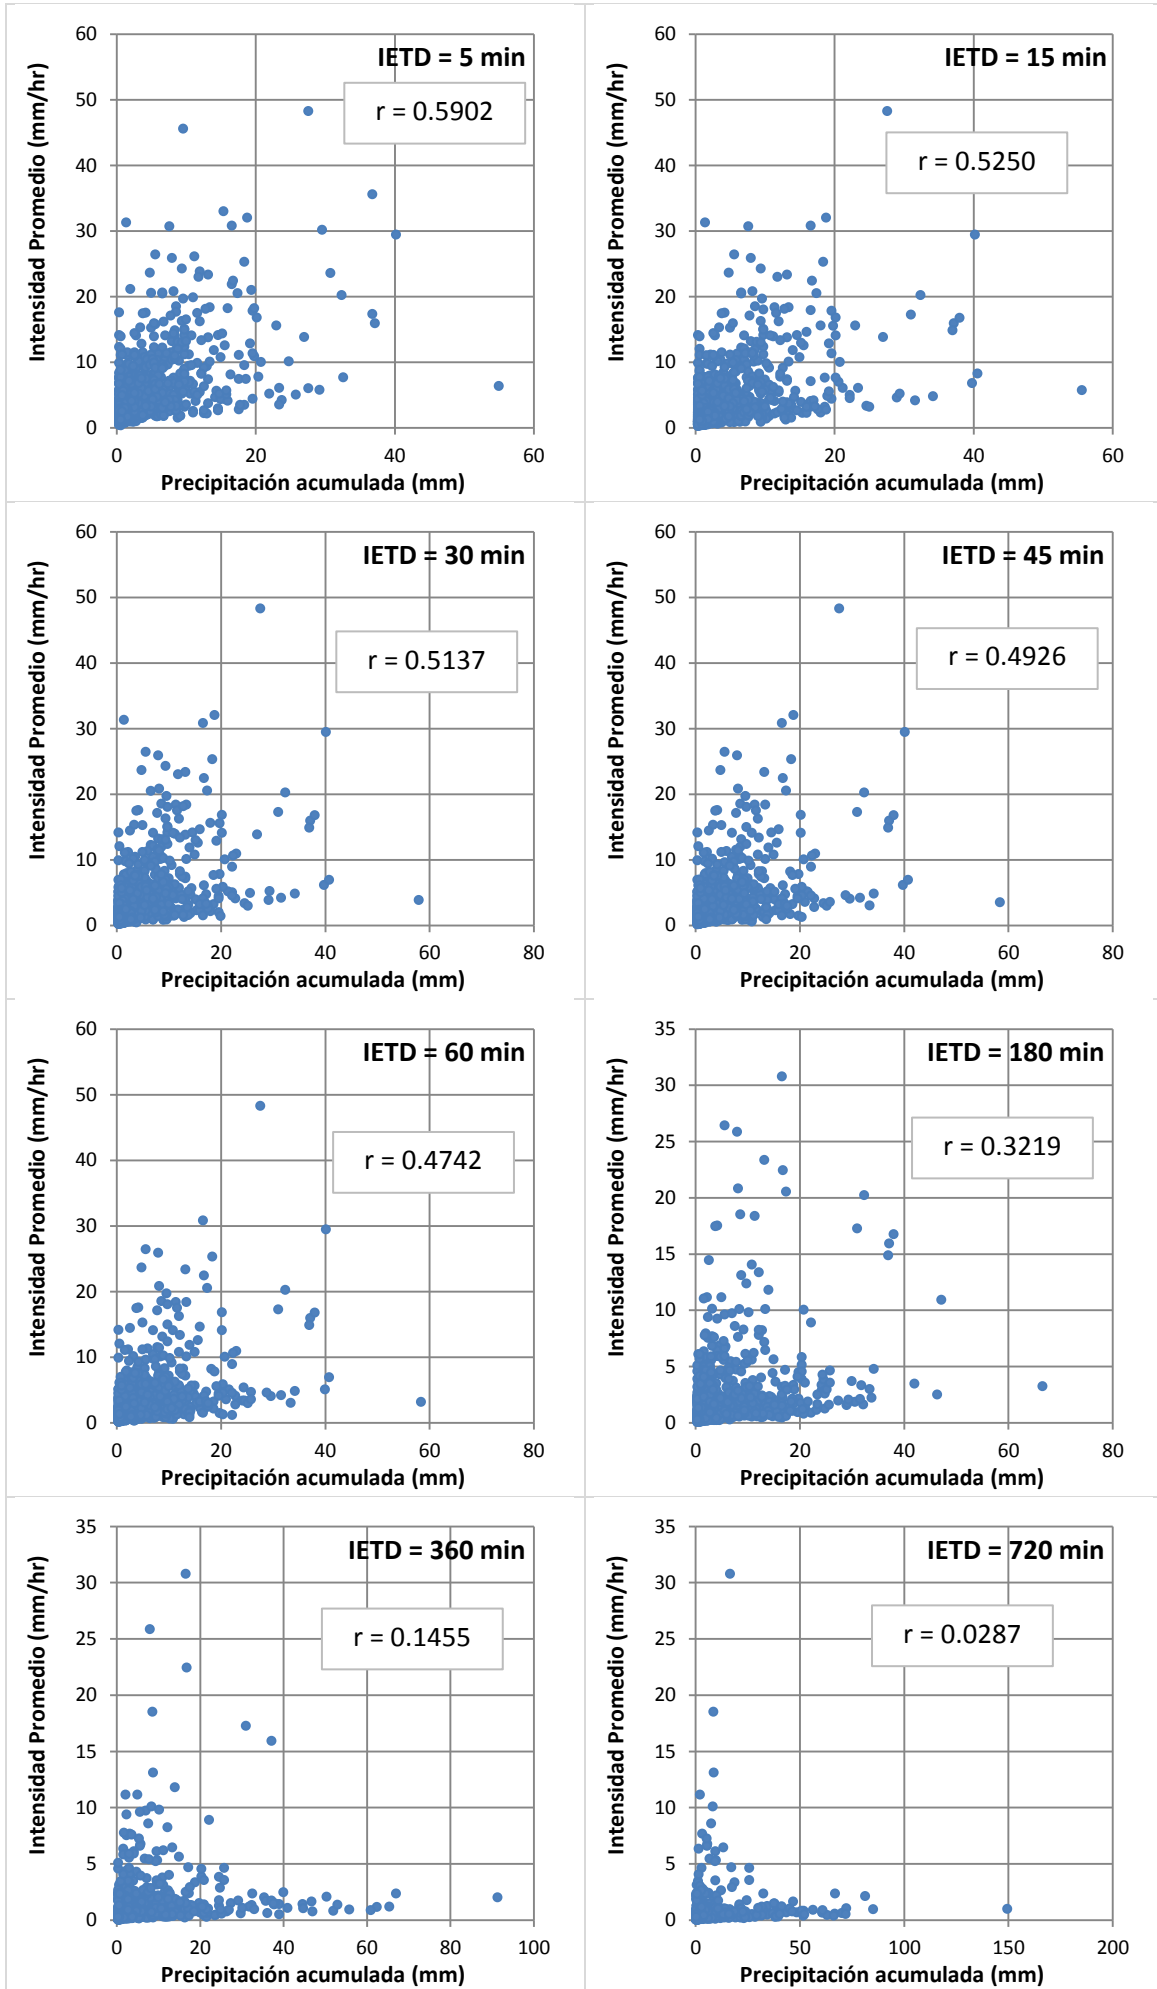 IETD = 5 min
r = 0.5902
Intensidad Promedio (mm/hr)
60
50
40
30
20
10
0
0 20 40 60
Precipitación acumulada (mm)
IETD = 15 min
r = 0.5250
Intensidad Promedio (mm/hr)
60
50
40
30
20
10
0
0 20 40 60
Precipitación acumulada (mm)
IETD = 30 min
r = 0.5137
Intensidad Promedio (mm/hr)
60
50
40
30
20
10
0
0 20 40 60 80
Precipitación acumulada (mm)
IETD = 45 min
r = 0.4926
Intensidad Promedio (mm/hr)
60
50
40
30
20
10
0
0 20 40 60 80
Precipitación acumulada (mm)
IETD = 60 min
r = 0.4742
Intensidad Promedio (mm/hr)
60
50
40
30
20
10
0
0 20 40 60 80
Precipitación acumulada (mm)
IETD = 180 min
r = 0.3219
Intensidad Promedio (mm/hr)
35
30
25
20
15
10
5
0
0 20 40 60 80
Precipitación acumulada (mm)
IETD = 360 min
r = 0.1455
Intensidad Promedio (mm/hr)
35
30
25
20
15
10
5
0
0 20 40 60 80 100
Precipitación acumulada (mm)
IETD = 720 min
r = 0.0287
Intensidad Promedio (mm/hr)
35
30
25
20
15
10
5
0
0 50 100 150 200
Precipitación acumulada (mm)